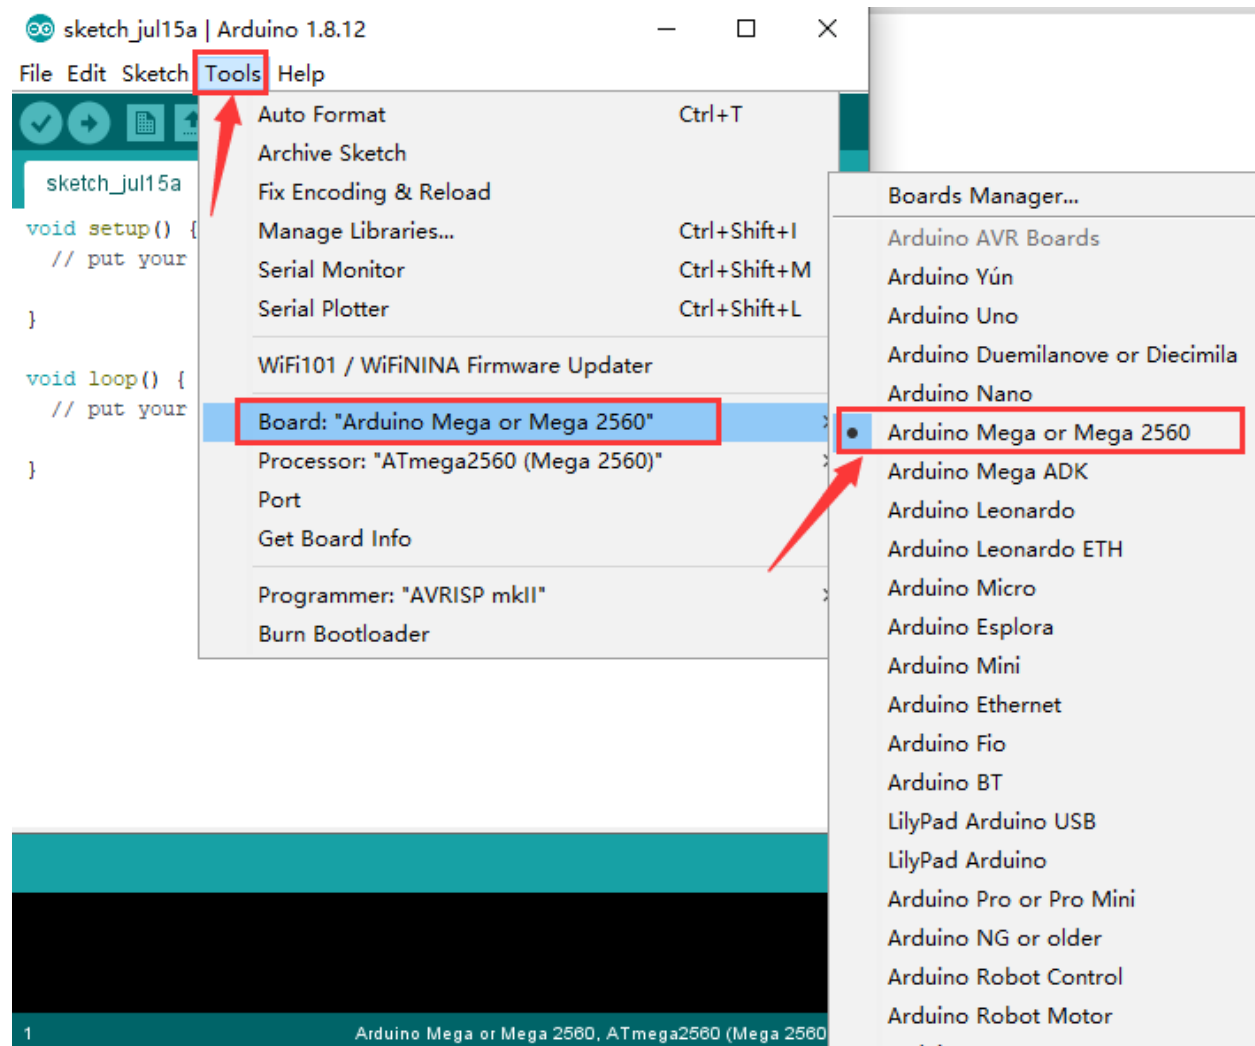 sketch_jul15a | Arduino 1.8.12
File Edit Sketch Tools Help
sketch_jul15a
void setup() {
// put your
}
void loop() {
// put your
}
Auto Format Ctrl+T
Archive Sketch
Fix Encoding & Reload
Manage Libraries... Ctrl+Shift+I
Serial Monitor Ctrl+Shift+M
Serial Plotter Ctrl+Shift+L
WiFi101 / WiFiNINA Firmware Updater
Board: "Arduino Mega or Mega 2560"
Processor: "ATmega2560 (Mega 2560)"
Port
Get Board Info
Programmer: "AVRISP mkII"
Burn Bootloader
Boards Manager...
Arduino AVR Boards
Arduino Yún
Arduino Uno
Arduino Duemilanove or Diecimila
Arduino Nano
Arduino Mega or Mega 2560
Arduino Mega ADK
Arduino Leonardo
Arduino Leonardo ETH
Arduino Micro
Arduino Esplora
Arduino Mini
Arduino Ethernet
Arduino Fio
Arduino BT
LilyPad Arduino USB
LilyPad Arduino
Arduino Pro or Pro Mini
Arduino NG or older
Arduino Robot Control
Arduino Robot Motor
1 Arduino Mega or Mega 2560, ATmega2560 (Mega 2560